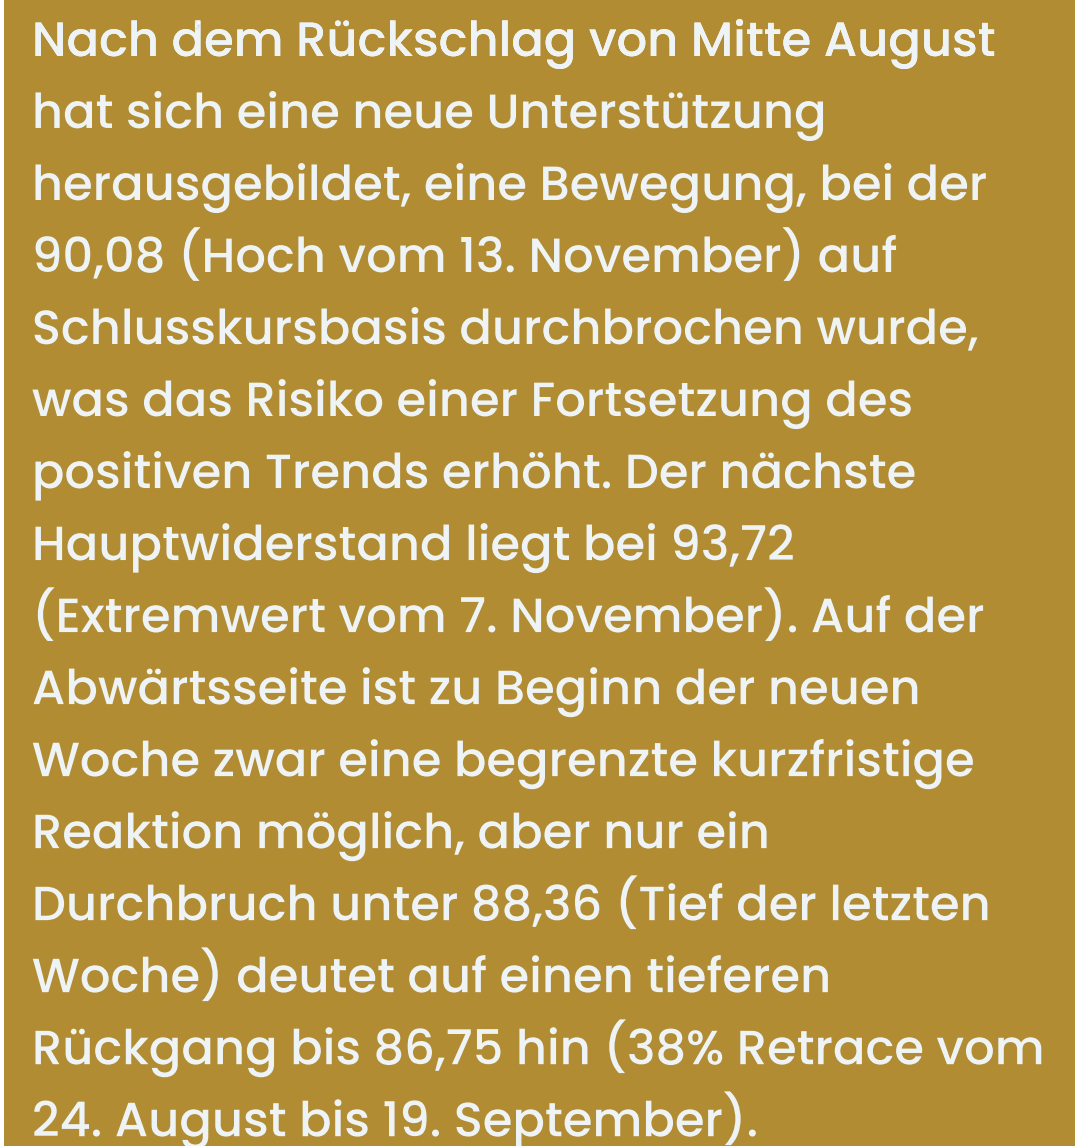 Nach dem Rückschlag von Mitte August
hat sich eine neue Unterstützung
herausgebildet, eine Bewegung, bei der
90,08 (Hoch vom 13. November) auf
Schlusskursbasis durchbrochen wurde,
was das Risiko einer Fortsetzung des
positiven Trends erhöht. Der nächste
Hauptwiderstand liegt bei 93,72
(Extremwert vom 7. November). Auf der
Abwärtsseite ist zu Beginn der neuen
Woche zwar eine begrenzte kurzfristige
Reaktion möglich, aber nur ein
Durchbruch unter 88,36 (Tief der letzten
Woche) deutet auf einen tieferen
Rückgang bis 86,75 hin (38% Retrace vom
24. August bis 19. September).